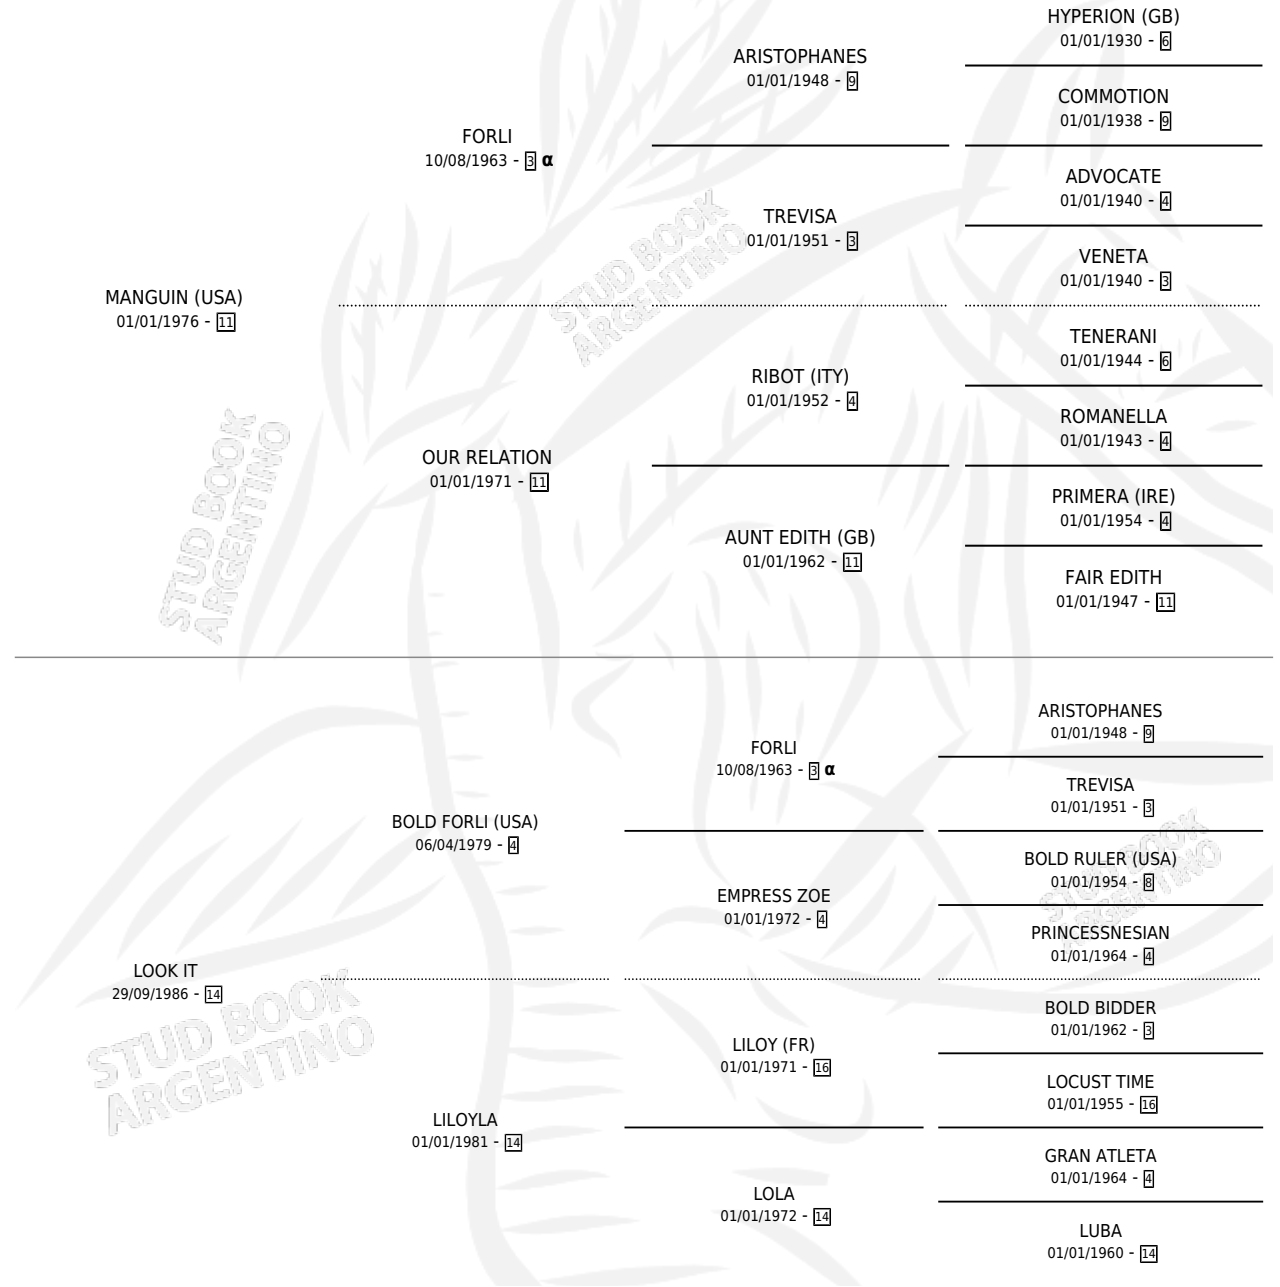 HYPERION (GB)
01/01/1930 - 6
ARISTOPHANES
01/01/1948 - 9
COMMOTION
01/01/1938 - 9
FORLI
10/08/1963 - 3 α
ADVOCATE
01/01/1940 - 4
TREVISA
01/01/1951 - 3
VENETA
01/01/1940 - 3
MANGUIN (USA)
01/01/1976 - 11
TENERANI
01/01/1944 - 6
RIBOT (ITY)
01/01/1952 - 4
ROMANELLA
01/01/1943 - 4
OUR RELATION
01/01/1971 - 11
PRIMERA (IRE)
01/01/1954 - 4
AUNT EDITH (GB)
01/01/1962 - 11
FAIR EDITH
01/01/1947 - 11
STUD BOOK
ARGENTINO
STUD BOOK
ARGENTINO
ARISTOPHANES
01/01/1948 - 9
FORLI
10/08/1963 - 3 α
TREVISA
01/01/1951 - 3
BOLD FORLI (USA)
06/04/1979 - 4
BOLD RULER (USA)
01/01/1954 - 8
EMPRESS ZOE
01/01/1972 - 4
PRINCESSNESIAN
01/01/1964 - 4
LOOK IT
29/09/1986 - 14
BOLD BIDDER
01/01/1962 - 3
LILOY (FR)
01/01/1971 - 16
LOCUST TIME
01/01/1955 - 16
LILOYLA
01/01/1981 - 14
GRAN ATLETA
01/01/1964 - 4
LOLA
01/01/1972 - 14
LUBA
01/01/1960 - 14
STUD BOOK
ARGENTINO
STUD BOOK
ARGENTINO